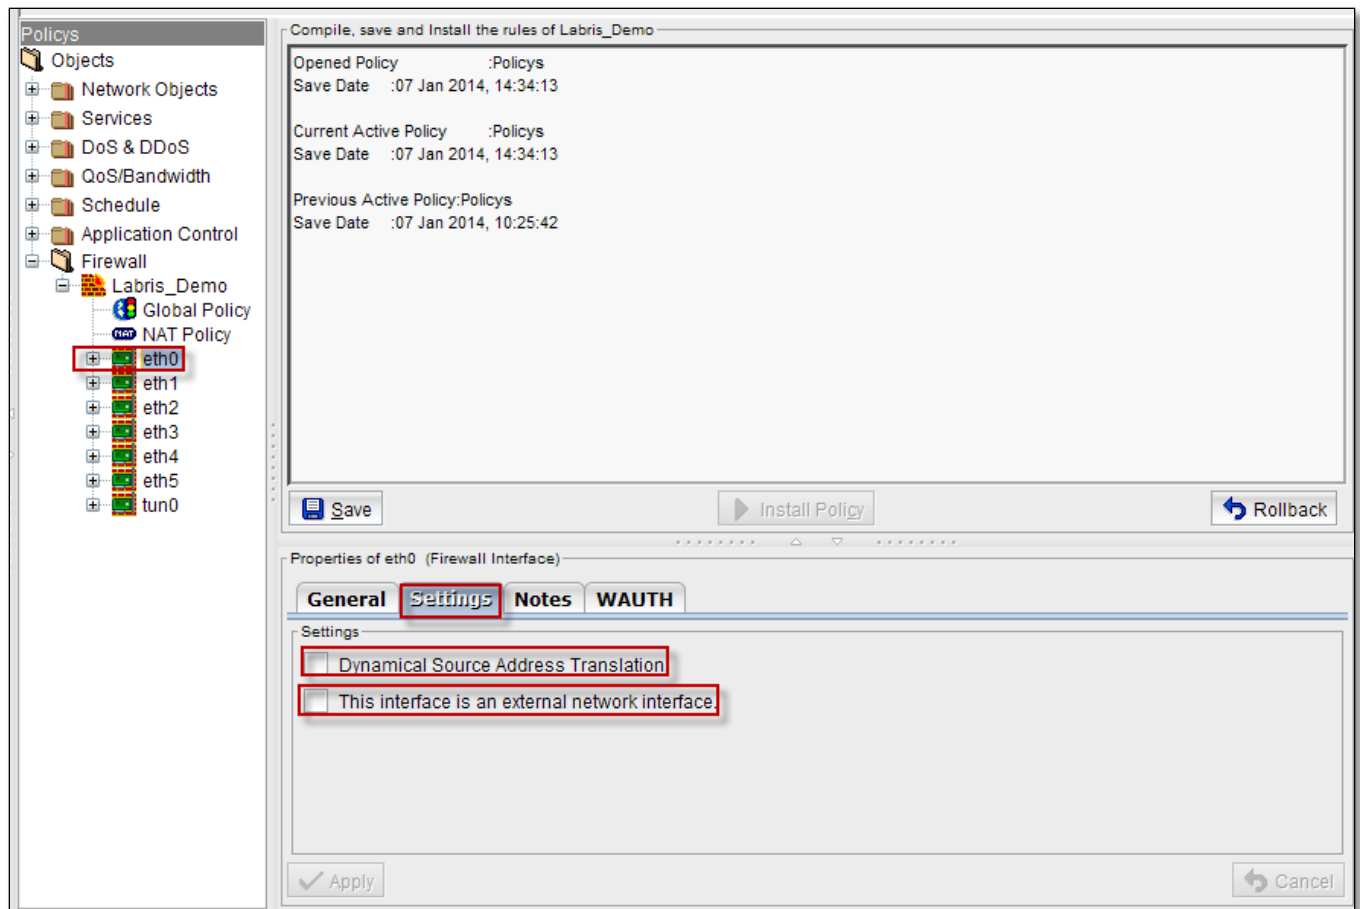 Policys
Objects
Network Objects
Services
DoS & DDoS
QoS/Bandwidth
Schedule
Application Control
Firewall
Labris_Demo
Global Policy
NAT NAT Policy
eth0
eth1
eth2
eth3
eth4
eth5
tun0
Compile, save and Install the rules of Labris_Demo
Opened Policy :Policys
Save Date :07 Jan 2014, 14:34:13
Current Active Policy :Policys
Save Date :07 Jan 2014, 14:34:13
Previous Active Policy:Policys
Save Date :07 Jan 2014, 10:25:42
Save Install Policy Rollback
Properties of eth0 (Firewall Interface)
General Settings Notes WAUTH
Settings
Dynamical Source Address Translation
This interface is an external network interface.
Apply Cancel